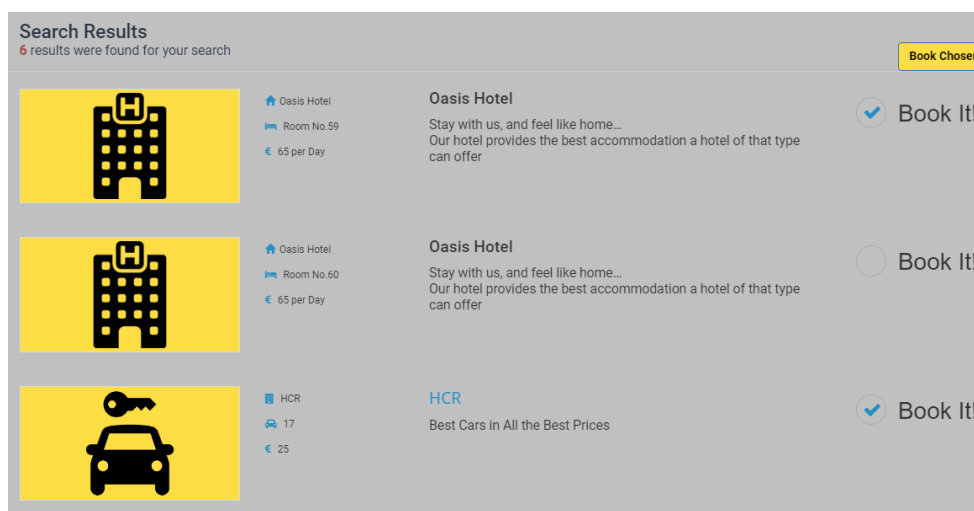 Search Results
6 results were found for your search
Book Chosen
H
Oasis Hotel
Room No.59
€ 65 per Day
Oasis Hotel
Stay with us, and feel like home...
Our hotel provides the best accommodation a hotel of that type
can offer
Book It!
H
Oasis Hotel
Room No.60
€ 65 per Day
Oasis Hotel
Stay with us, and feel like home...
Our hotel provides the best accommodation a hotel of that type
can offer
Book It!
HCR
17
€ 25
HCR
Best Cars in All the Best Prices
Book It!